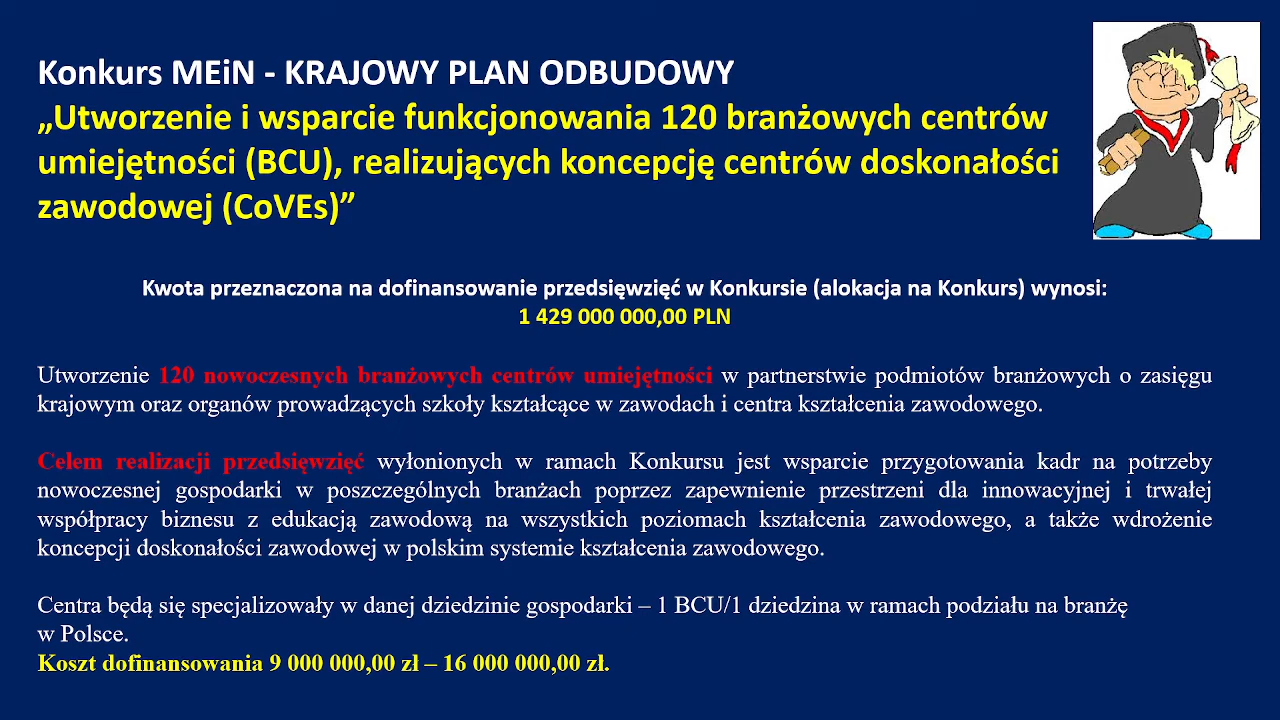 Konkurs MEiN - KRAJOWY PLAN ODBUDOWY
„Utworzenie i wsparcie funkcjonowania 120 branżowych centrów
umiejętności (BCU), realizujących koncepcję centrów doskonałości
zawodowej (CoVEs)”
Kwota przeznaczona na dofinansowanie przedsięwzięć w Konkursie (alokacja na Konkurs) wynosi:
1 429 000 000,00 PLN
Utworzenie 120 nowoczesnych branżowych centrów umiejętności w partnerstwie podmiotów branżowych o zasięgu
krajowym oraz organów prowadzących szkoły kształcące w zawodach i centra kształcenia zawodowego.
Celem realizacji przedsięwzięć wyłonionych w ramach Konkursu jest wsparcie przygotowania kadr na potrzeby
nowoczesnej gospodarki w poszczególnych branżach poprzez zapewnienie przestrzeni dla innowacyjnej i trwałej
współpracy biznesu z edukacją zawodową na wszystkich poziomach kształcenia zawodowego, a także wdrożenie
koncepcji doskonałości zawodowej w polskim systemie kształcenia zawodowego.
Centra będą się specjalizowały w danej dziedzinie gospodarki – 1 BCU/1 dziedzina w ramach podziału na branżę
w Polsce.
Koszt dofinansowania 9 000 000,00 zł – 16 000 000,00 zł.